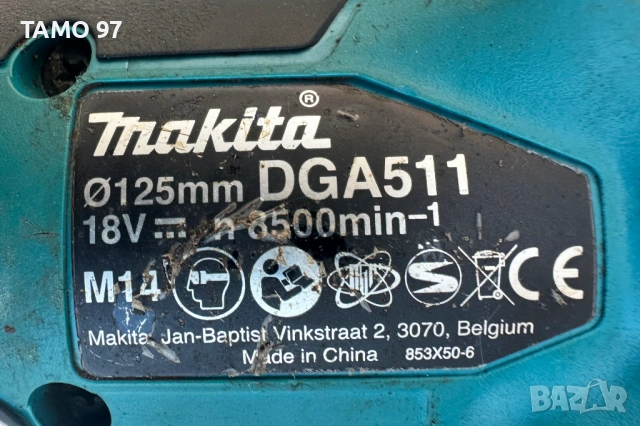 TAMO 97
makita®
Ø125mm DGA511
18V⎓ n 8500min-1
M14
CE
Makita, Jan-Baptist Vinkstraat 2, 3070, Belgium
Made in China 853X50-6
BAZAR